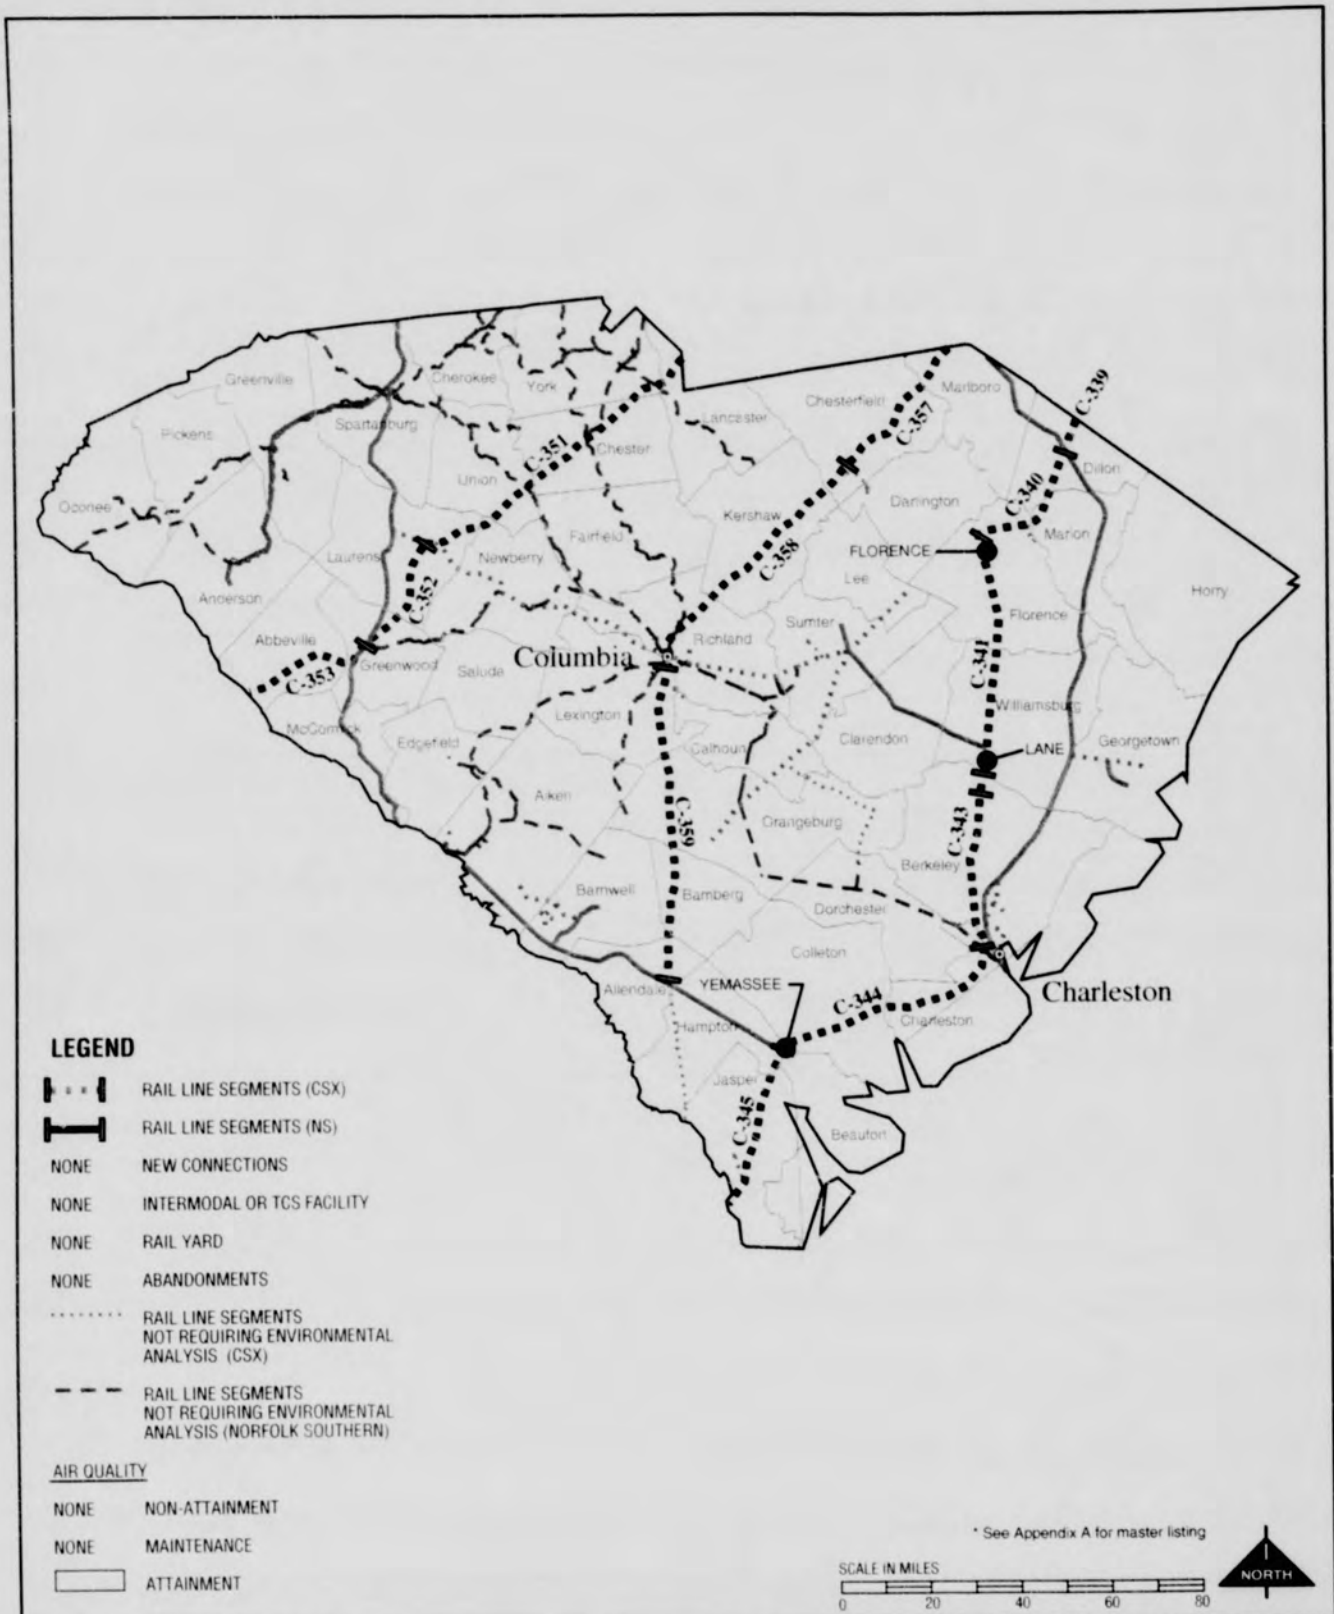 Greenville
Cherokee
York
Spartanburg
Pickens
Oconee
Anderson
Laurens
Union
Chester
Lancaster
Chesterfield
Marlboro
Dillon
Darlington
Marion
Horry
Kershaw
Fairfield
Newberry
Abbeville
Greenwood
Saluda
McCormick
Edgefield
Lexington
Richland
Sumter
Lee
Florence
Williamsburg
Georgetown
Clarendon
Calhoun
Aiken
Orangeburg
Berkeley
Barnwell
Bamberg
Dorchester
Colleton
Allendale
Hampton
Charleston
Jasper
Beaufort
C-351
C-352
C-353
C-357
C-358
C-339
C-340
C-341
C-343
C-344
C-345
C-359
FLORENCE
LANE
YEMASSEE
Columbia
Charleston
LEGEND
RAIL LINE SEGMENTS (CSX)
RAIL LINE SEGMENTS (NS)
NONE NEW CONNECTIONS
NONE INTERMODAL OR TCS FACILITY
NONE RAIL YARD
NONE ABANDONMENTS
RAIL LINE SEGMENTS
NOT REQUIRING ENVIRONMENTAL
ANALYSIS (CSX)
RAIL LINE SEGMENTS
NOT REQUIRING ENVIRONMENTAL
ANALYSIS (NORFOLK SOUTHERN)
AIR QUALITY
NONE NON-ATTAINMENT
NONE MAINTENANCE
ATTAINMENT
* See Appendix A for master listing
SCALE IN MILES
0 20 40 60 80
NORTH